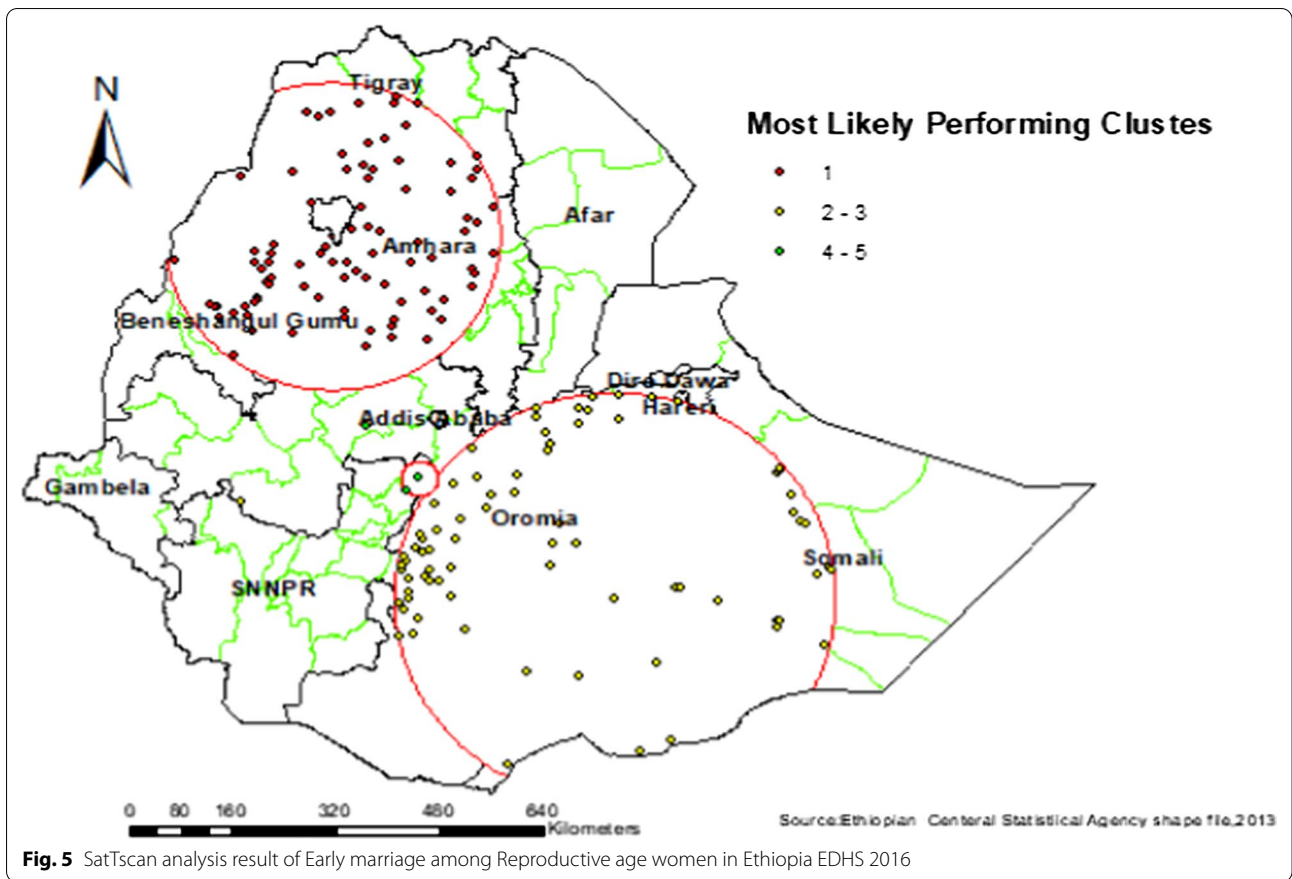 Tigray
N
Most Likely Performing Clustes
1
2 - 3
4 - 5
Afar
Amhara
Beneshangul Gumu
Dire Dawa
Hareri
Addis Ababa
Gambela
Oromia
Somali
SNNPR
0 80 160 320 480 640
Kilometers
Source:Ethiopian Centeral Statistiical Agency shape file,2013
Fig. 5 SatTscan analysis result of Early marriage among Reproductive age women in Ethiopia EDHS 2016